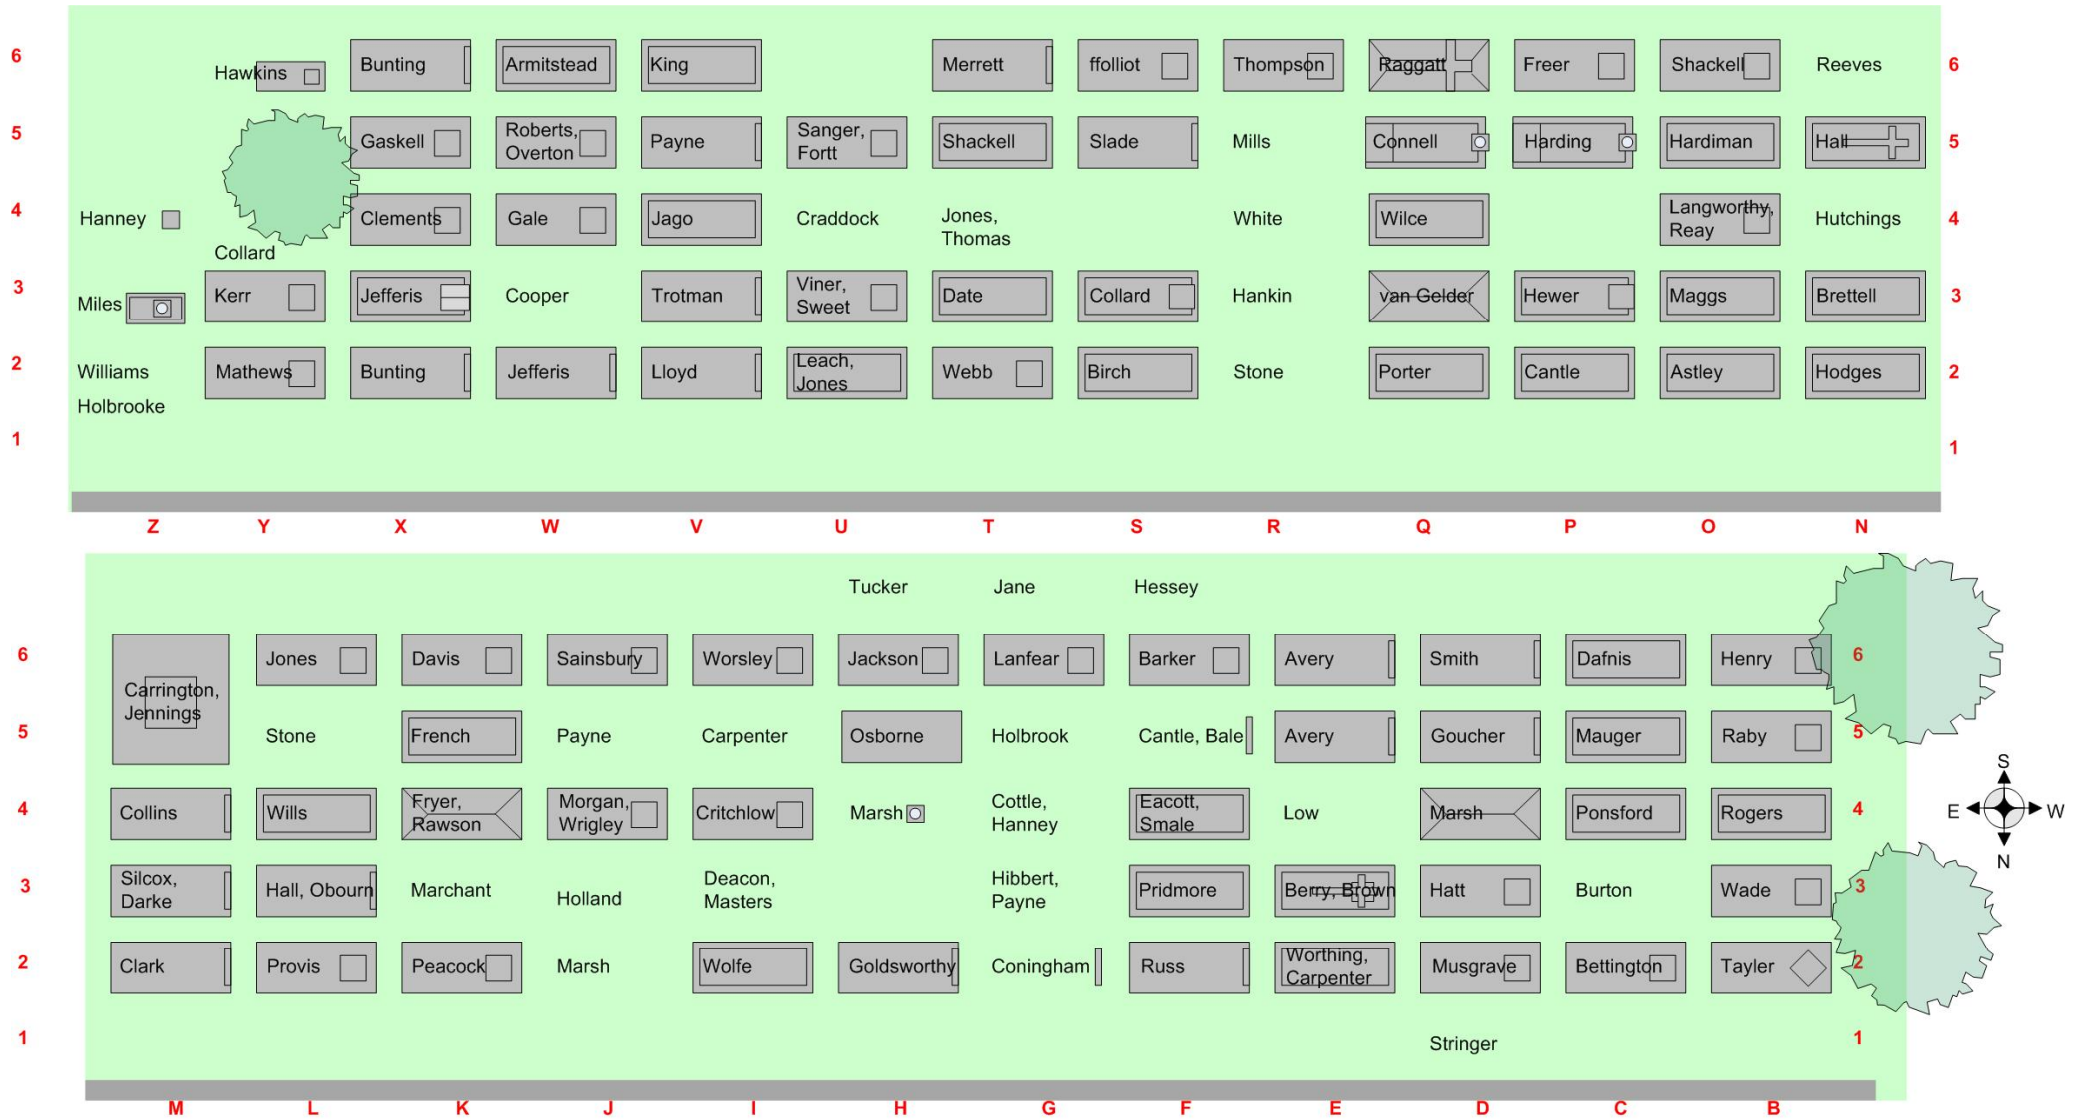 6 Hawkins Bunting Armitstead King Merrett ffolliot Thompson Raggatt Freer Shackell Reeves 6
5 Gaskell Roberts, Overton Payne Sanger, Fortt Shackell Slade Mills Connell Harding Hardiman Hall 5
4 Hanney Clements Gale Jago Craddock Jones, Thomas White Wilce Langworthy, Reay Hutchings 4
Collard
3 Miles Kerr Jefferis Cooper Trotman Viner, Sweet Date Collard Hankin van Gelder Hewer Maggs Brettell 3
2 Williams Mathews Bunting Jefferis Lloyd Leach, Jones Webb Birch Stone Porter Cantle Astley Hodges 2
Holbrooke
1 1
Z Y X W V U T S R Q P O N
Tucker Jane Hessey
6 Carrington, Jennings Jones Davis Sainsbury Worsley Jackson Lanfear Barker Avery Smith Dafnis Henry 6
5 Stone French Payne Carpenter Osborne Holbrook Cantle, Bale Avery Goucher Mauger Raby 5
S
E W
N
4 Collins Wills Fryer, Rawson Morgan, Wrigley Critchlow Marsh Cottle, Hanney Eacott, Smale Low Marsh Ponsford Rogers 4
3 Silcox, Darke Hall, Obourn Marchant Holland Deacon, Masters Hibbert, Payne Pridmore Berry, Brown Hatt Burton Wade 3
2 Clark Provis Peacock Marsh Wolfe Goldsworthy Coningham Russ Worthing, Carpenter Musgrave Bettington Tayler 2
1 Stringer 1
M L K J I H G F E D C B